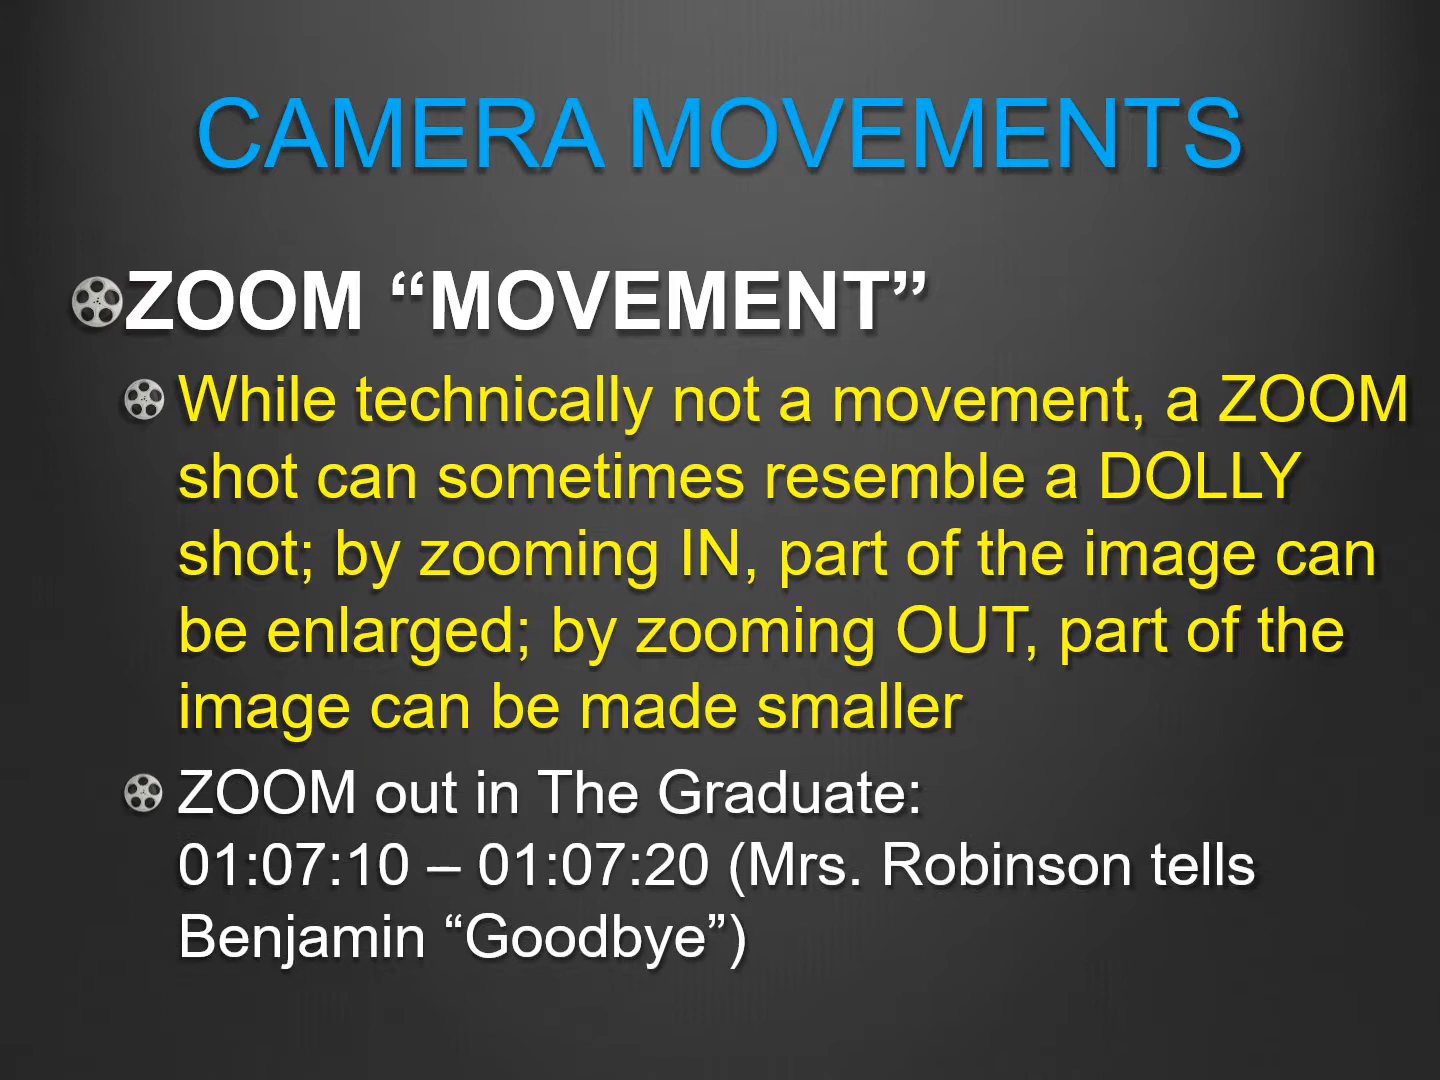 CAMERA MOVEMENTS
ZOOM “MOVEMENT”
While technically not a movement, a ZOOM
shot can sometimes resemble a DOLLY
shot; by zooming IN, part of the image can
be enlarged; by zooming OUT, part of the
image can be made smaller
ZOOM out in The Graduate:
01:07:10 – 01:07:20 (Mrs. Robinson tells
Benjamin “Goodbye”)